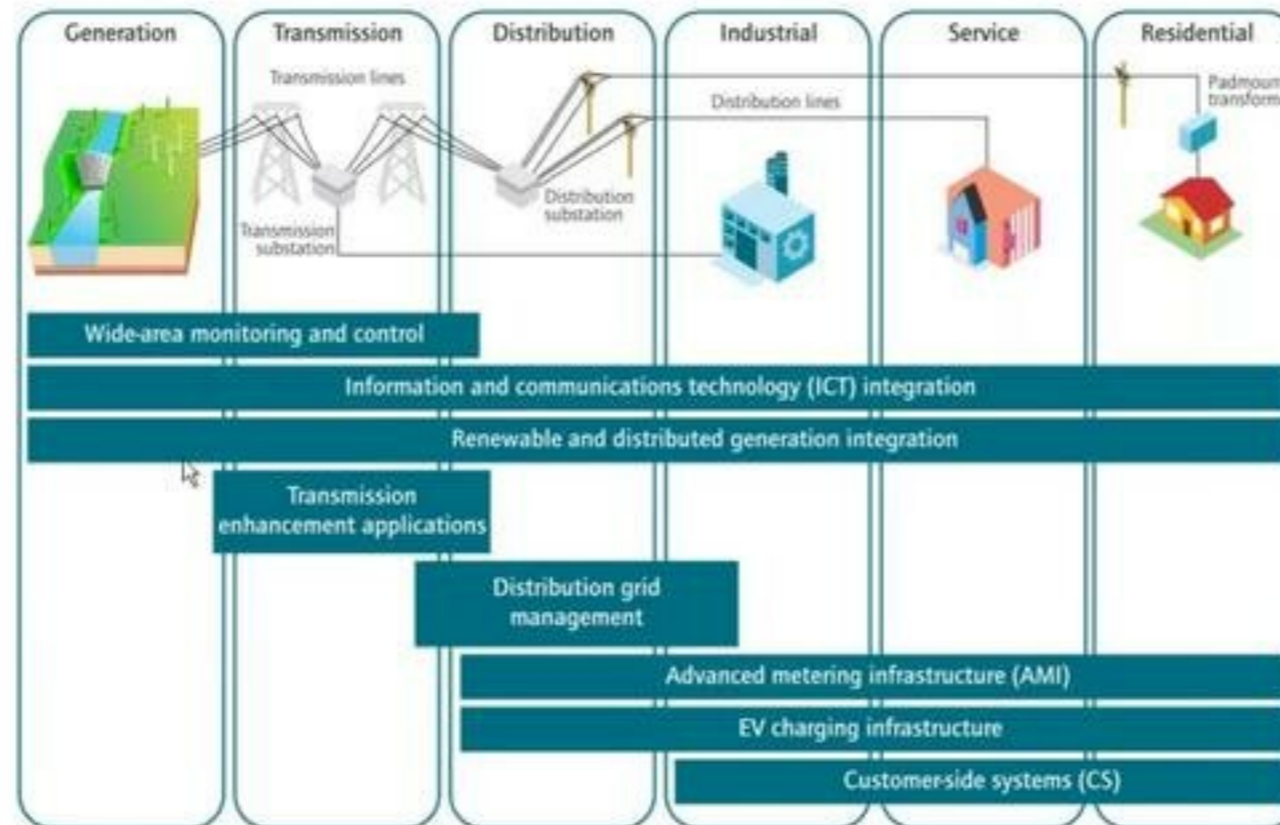 Generation
Transmission
Distribution
Industrial
Service
Residential
Transmission lines
Distribution lines
Distribution
substation
Transmission
substation
Wide-area monitoring and control
Information and communications technology (ICT) integration
Renewable and distributed generation integration
Transmission
enhancement applications
Distribution grid
management
Advanced metering infrastructure (AMI)
EV charging infrastructure
Customer-side systems (CS)